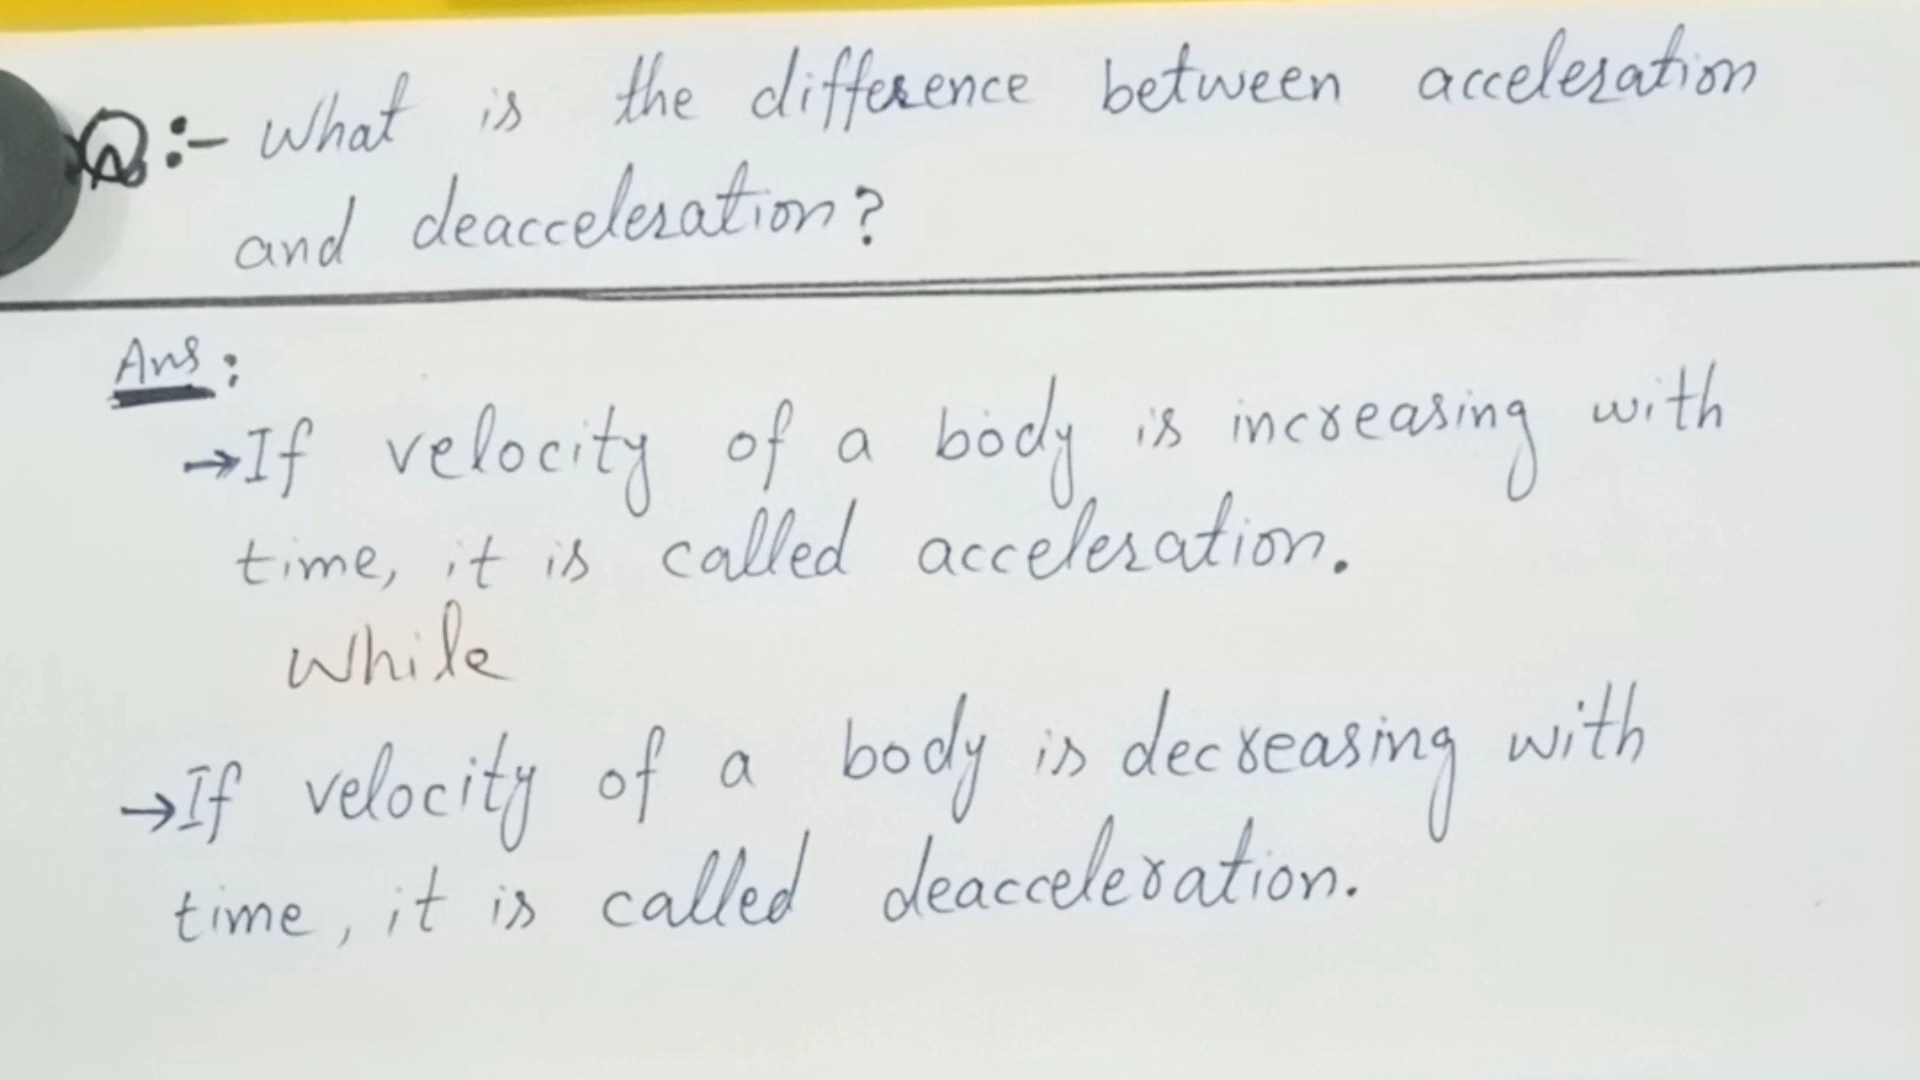 Q:- What is the difference between acceleration
and deacceleration?
Ans:
→If velocity of a body is increasing with
time, it is called acceleration.
While
→If velocity of a body is decreasing with
time, it is called deacceleration.